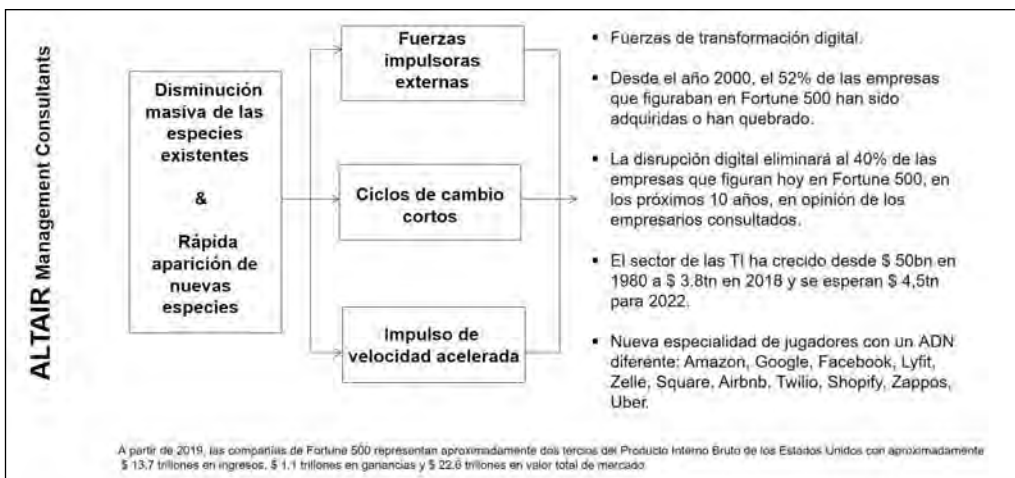 ALTAIR Management Consultants
Disminución
masiva de las
especies
existentes
&
Rápida
aparición de
nuevas
especies
Fuerzas
impulsoras
externas
Ciclos de cambio
cortos
Impulso de
velocidad acelerada
▪ Fuerzas de transformación digital.
▪ Desde el año 2000, el 52% de las empresas
que figuraban en Fortune 500 han sido
adquiridas o han quebrado.
▪ La disrupción digital eliminará al 40% de las
empresas que figuran hoy en Fortune 500, en
los próximos 10 años, en opinión de los
empresarios consultados.
▪ El sector de las TI ha crecido desde $ 50bn en
1980 a $ 3.8tn en 2018 y se esperan $ 4,5tn
para 2022.
▪ Nueva especialidad de jugadores con un ADN
diferente: Amazon, Google, Facebook, Lyfit,
Zelle, Square, Airbnb, Twilio, Shopify, Zappos,
Uber.
A partir de 2019, las compañías de Fortune 500 representan aproximadamente dos tercios del Producto Interno Bruto de los Estados Unidos con aproximadamente
$ 13.7 trillones en ingresos, $ 1.1 trillones en ganancias y $ 22.6 trillones en valor total de mercado